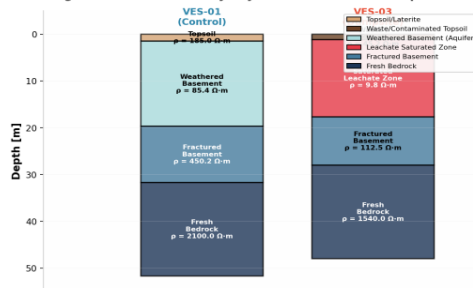 VES-01
(Control)
VES-03
Topsoil/Laterite
Waste/Contaminated Topsoil
Weathered Basement (Aquifer
Leachate Saturated Zone
Fractured Basement
Fresh Bedrock
Depth [m]
0
10
20
30
40
50
Topsoil
ρ = 185.0 Ω·m
Weathered
Basement
ρ = 85.4 Ω·m
Fractured
Basement
ρ = 450.2 Ω·m
Fresh
Bedrock
ρ = 2100.0 Ω·m
Leachate Zone
ρ = 9.8 Ω·m
Fractured
Basement
ρ = 112.5 Ω·m
Fresh
Bedrock
ρ = 1540.0 Ω·m